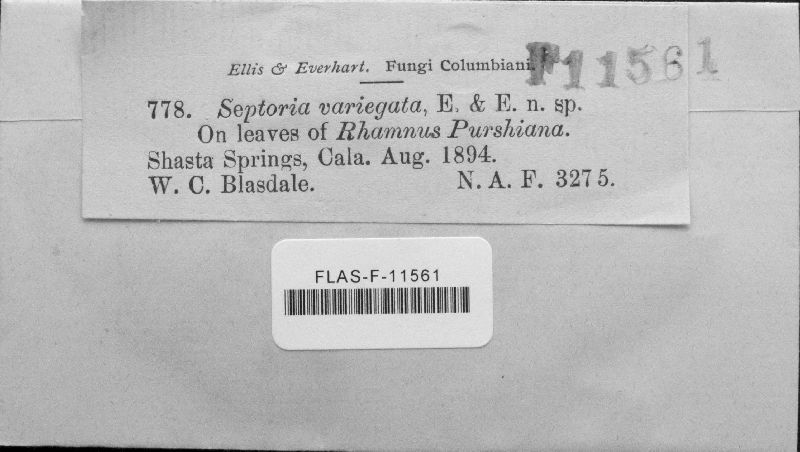 Ellis & Everhart. Fungi Columbiani.
F11561
778. Septoria variegata, E. & E. n. sp.
On leaves of Rhamnus Purshiana.
Shasta Springs, Cala. Aug. 1894.
W. C. Blasdale. N. A. F. 3275.
FLAS-F-11561